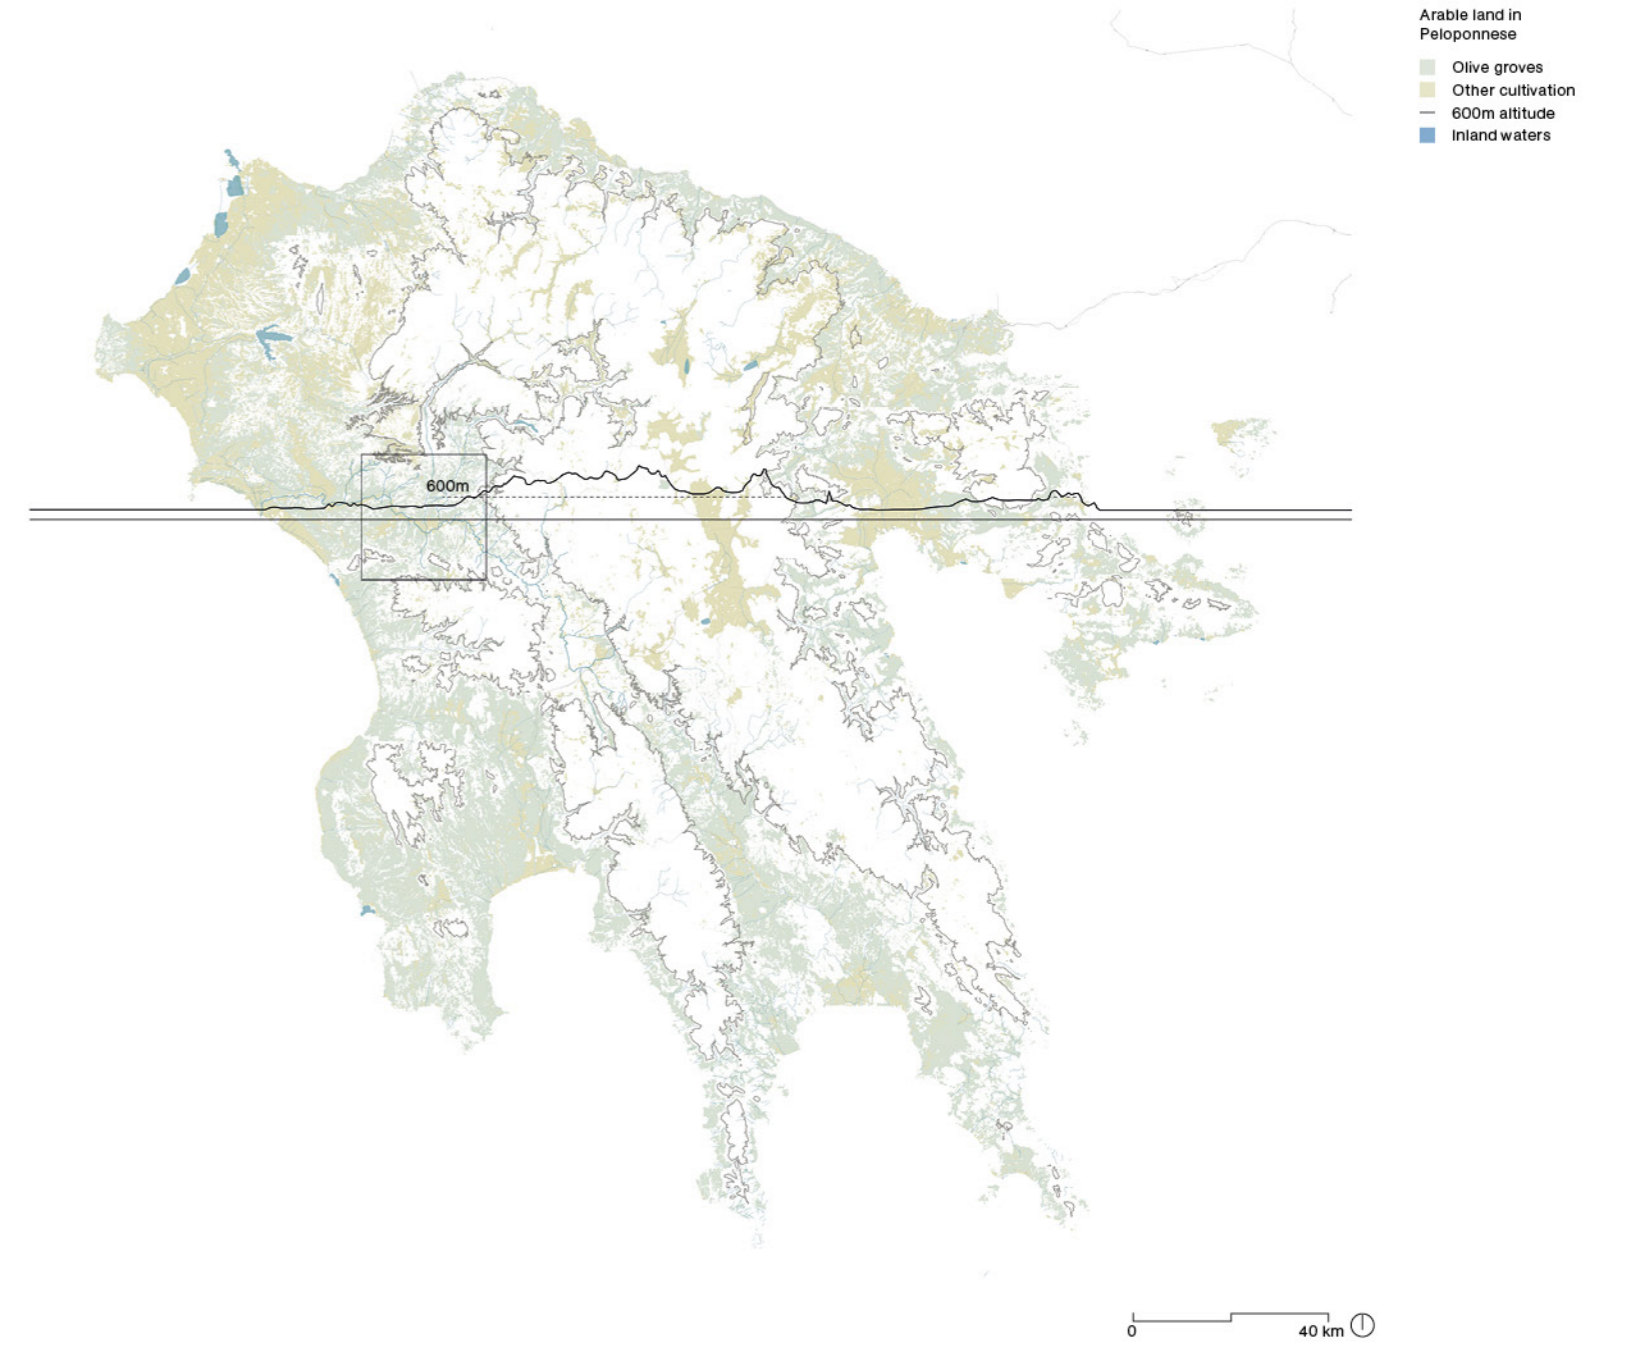 Arable land in
Peloponnese
Olive groves
Other cultivation
600m altitude
Inland waters
600m
0
40 km